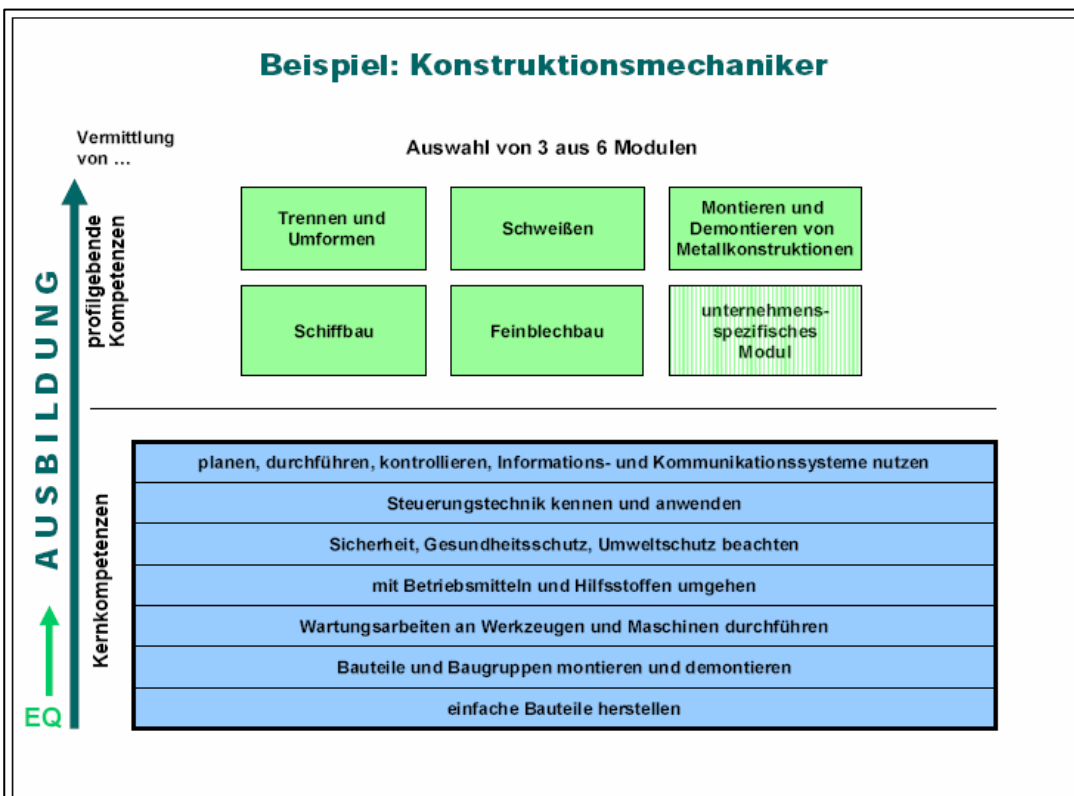 Beispiel: Konstruktionsmechaniker
Vermittlung
von ...
Auswahl von 3 aus 6 Modulen
AUSBILDUNG
profilgebende
Kompetenzen
Trennen und
Umformen
Schweißen
Montieren und
Demontieren von
Metallkonstruktionen
Schiffbau
Feinblechbau
unternehmens-
spezifisches
Modul
Kernkompetenzen
planen, durchführen, kontrollieren, Informations- und Kommunikationssysteme nutzen
Steuerungstechnik kennen und anwenden
Sicherheit, Gesundheitsschutz, Umweltschutz beachten
mit Betriebsmitteln und Hilfsstoffen umgehen
Wartungsarbeiten an Werkzeugen und Maschinen durchführen
Bauteile und Baugruppen montieren und demontieren
einfache Bauteile herstellen
EQ